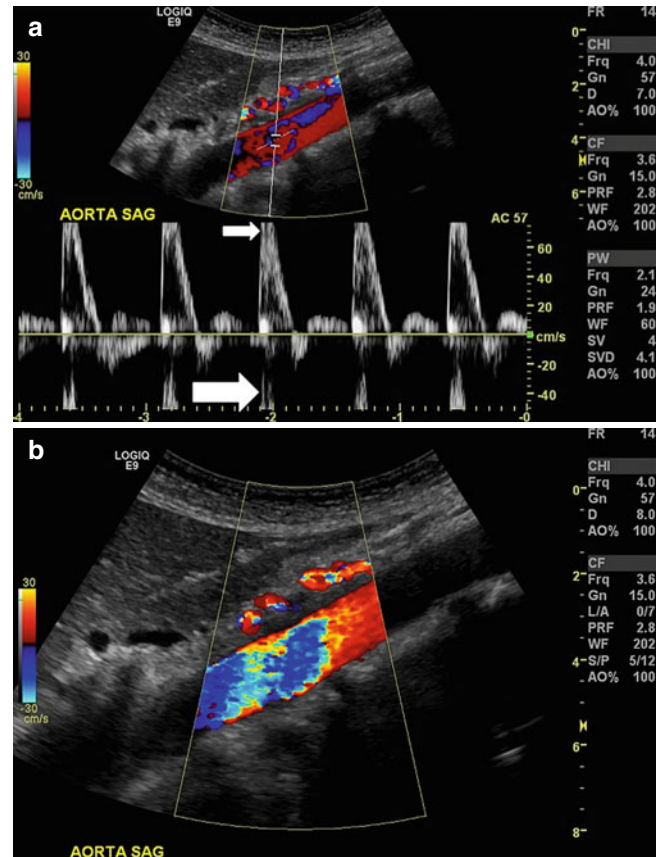 a
LOGIQ
E9
FR 14
CHI
Frq 4.0
Gn 57
D 7.0
AO% 100
CF
Frq 3.6
Gn 15.0
PRF 2.8
WF 202
AO% 100
PW
Frq 2.1
Gn 24
PRF 1.9
WF 60
SV 4
SVD 4.1
AO% 100
0
2
4
6
30
-30
cm/s
AORTA SAG
AC 57
60
40
20
cm/s
-20
-40
-4 -3 -2 -1 0
b
LOGIQ
E9
FR 14
CHI
Frq 4.0
Gn 57
D 8.0
AO% 100
CF
Frq 3.6
Gn 15.0
L/A 0/7
PRF 2.8
WF 202
S/P 5/12
AO% 100
0
2
4
6
8
30
-30
cm/s
AORTA SAG